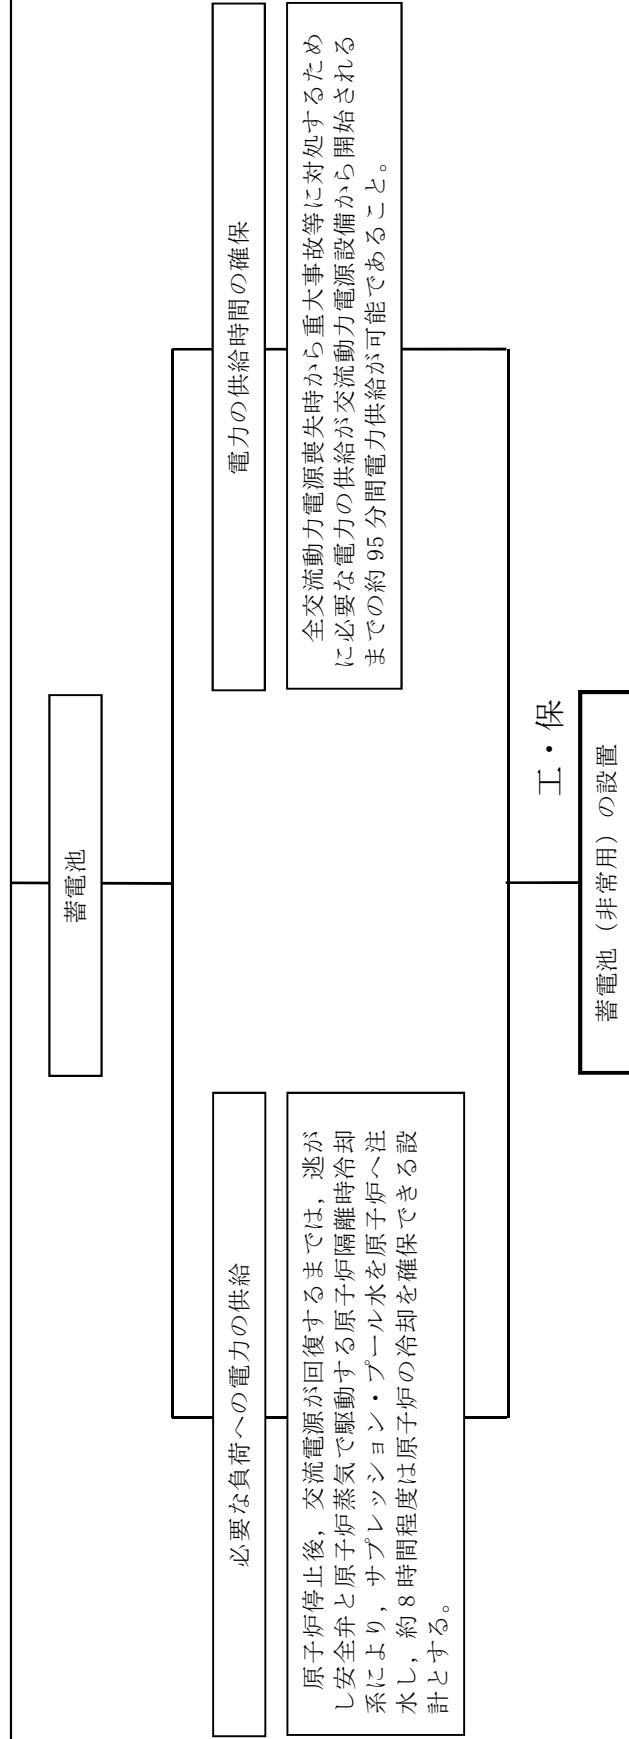 蓄電池
必要な負荷への電力の供給
原子炉停止後，交流電源が回復するまでは，逃が
し安全弁と原子炉蒸気で駆動する原子炉隔離時冷却
系により，サプレッション・プール水を原子炉へ注
水し，約８時間程度は原子炉の冷却を確保できる設
計とする。
電力の供給時間の確保
全交流動力電源喪失時から重大事故等に対処するため
に必要な電力の供給が交流動力電源設備から開始される
までの約 95 分間電力供給が可能であること。
工・保
蓄電池（非常用）の設置